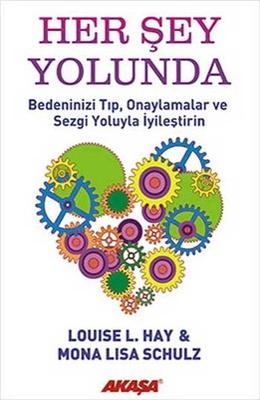 HER ŞEY
YOLUNDA
Bedeninizi Tıp, Onaylamalar ve
Sezgi Yoluyla İyileştirin
LOUISE L. HAY &
MONA LISA SCHULZ
AKAŞA